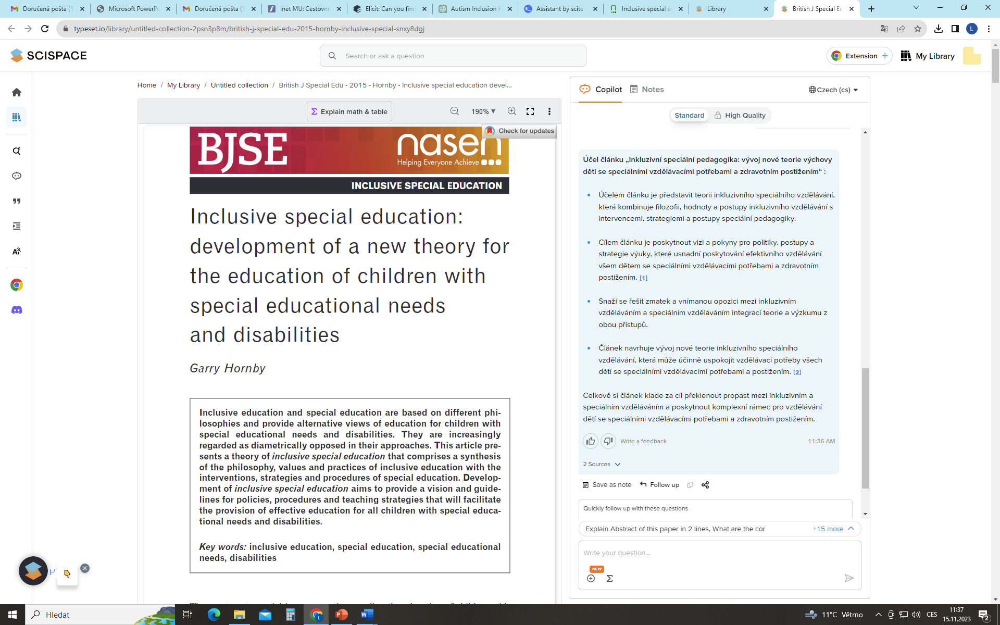 Doručená pošta (1
Microsoft PowerPo
Doručená pošta (1
Inet MU: Cestovní
Elicit: Can you find
Autism Inclusion R
Assistant by scite
Inclusive special e
Library
British J Special Ed
typeset.io/library/untitled-collection-2psn3p8m/british-j-special-edu-2015-hornby-inclusive-special-snxy8dgj
L
SCISPACE
Search or ask a question
Extension +
My Library
Home / My Library / Untitled collection / British J Special Edu - 2015 - Hornby - Inclusive special education devel...
Explain math & table
190%
Check for updates
BJSE
nasen
Helping Everyone Achieve
INCLUSIVE SPECIAL EDUCATION
Inclusive special education:
development of a new theory for
the education of children with
special educational needs
and disabilities
Garry Hornby
Inclusive education and special education are based on different phi-
losophies and provide alternative views of education for children with
special educational needs and disabilities. They are increasingly
regarded as diametrically opposed in their approaches. This article pre-
sents a theory of inclusive special education that comprises a synthesis
of the philosophy, values and practices of inclusive education with the
interventions, strategies and procedures of special education. Develop-
ment of inclusive special education aims to provide a vision and guide-
lines for policies, procedures and teaching strategies that will facilitate
the provision of effective education for all children with special educa-
tional needs and disabilities.
Key words: inclusive education, special education, special educational
needs, disabilities
Copilot
Notes
Czech (cs)
Standard
High Quality
Účel článku „Inkluzivní speciální pedagogika: vývoj nové teorie výchovy
dětí se speciálními vzdělávacími potřebami a zdravotním postižením“ :
• Účelem článku je představit teorii inkluzivního speciálního vzdělávání,
která kombinuje filozofii, hodnoty a postupy inkluzivního vzdělávání s
intervencemi, strategiemi a postupy speciální pedagogiky.
• Cílem článku je poskytnout vizi a pokyny pro politiky, postupy a
strategie výuky, které usnadní poskytování efektivního vzdělávání
všem dětem se speciálními vzdělávacími potřebami a zdravotním
postižením. [1]
• Snaží se řešit zmatek a vnímanou opozici mezi inkluzivním
vzděláváním a speciálním vzděláváním integrací teorie a výzkumu z
obou přístupů.
• Článek navrhuje vývoj nové teorie inkluzivního speciálního
vzdělávání, která může účinně uspokojit vzdělávací potřeby všech
dětí se speciálními vzdělávacími potřebami a postižením. [2]
Celkově si článek klade za cíl překlenout propast mezi inkluzivním a
speciálním vzděláváním a poskytnout komplexní rámec pro vzdělávání
dětí se speciálními vzdělávacími potřebami a zdravotním postižením.
Write a feedback
11:36 AM
2 Sources
Save as note
Follow up
Quickly follow up with these questions
Explain Abstract of this paper in 2 lines, What are the cor
+15 more
Write your question...
NEW
Hledat
11°C Větrno
CES
11:37
15.11.2023
2